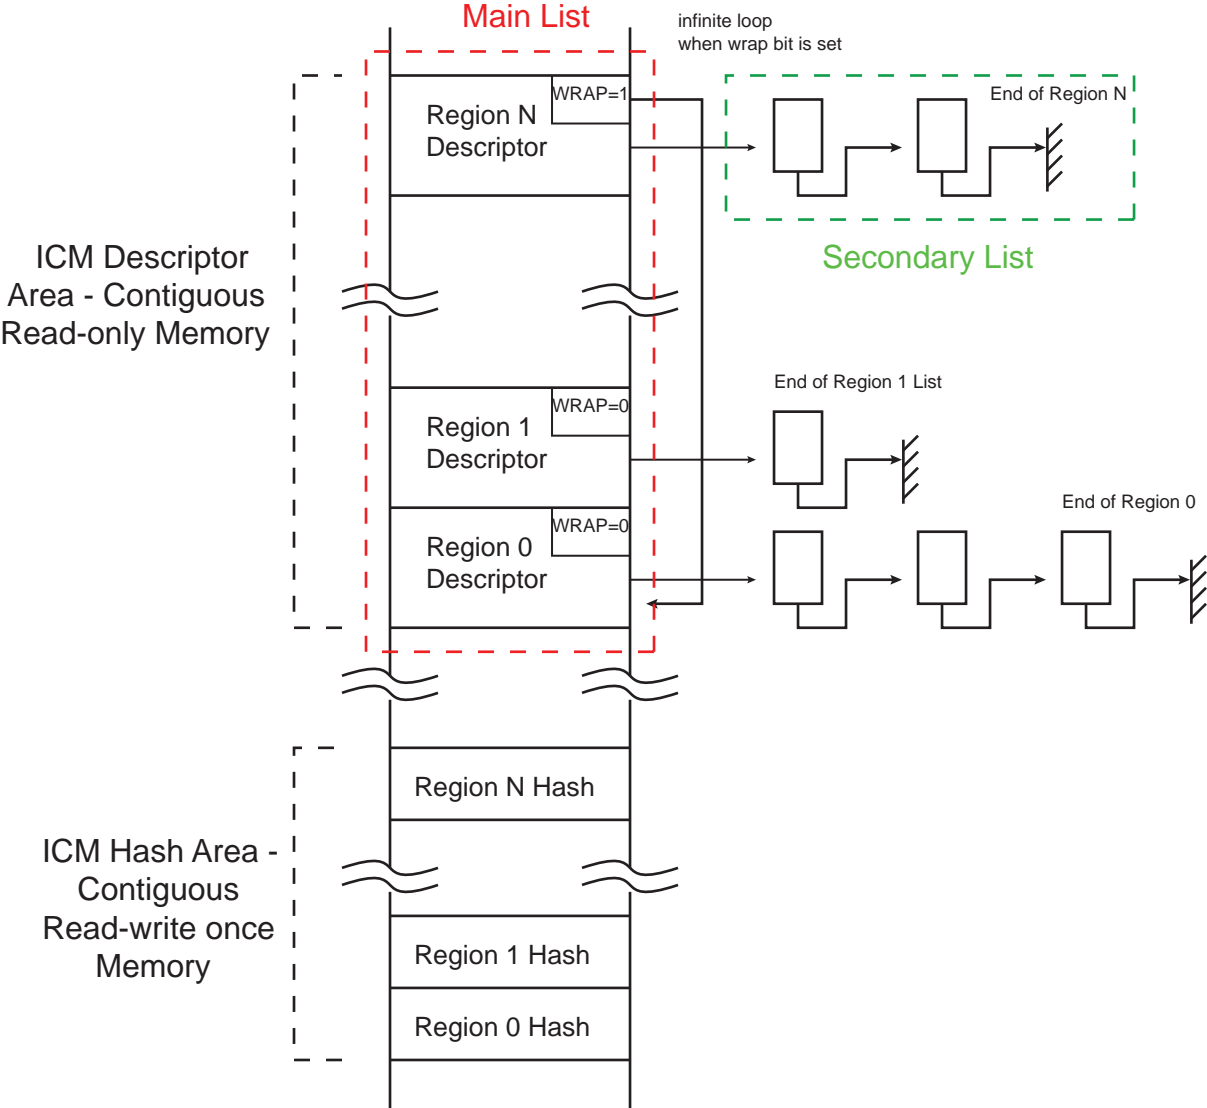 Main List
infinite loop
when wrap bit is set
WRAP=1
Region N
Descriptor
End of Region N
Secondary List
ICM Descriptor
Area - Contiguous
Read-only Memory
End of Region 1 List
WRAP=0
Region 1
Descriptor
End of Region 0
WRAP=0
Region 0
Descriptor
Region N Hash
ICM Hash Area -
Contiguous
Read-write once
Memory
Region 1 Hash
Region 0 Hash